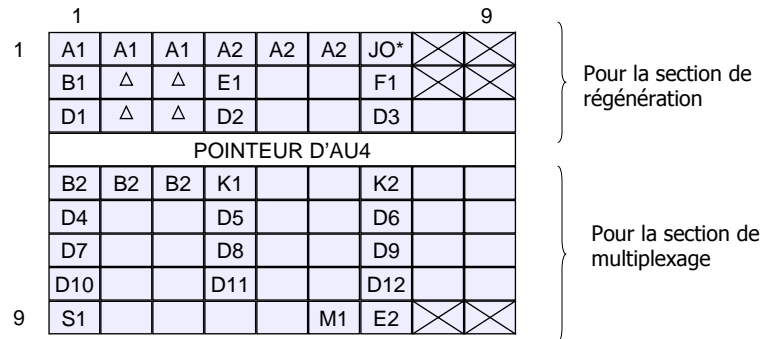 1 9
1 A1 A1 A1 A2 A2 A2 JO*
B1 Δ Δ E1 F1
D1 Δ Δ D2 D3
Pour la section de
régénération
POINTEUR D'AU4
B2 B2 B2 K1 K2
D4 D5 D6
D7 D8 D9
D10 D11 D12
9 S1 M1 E2
Pour la section de
multiplexage